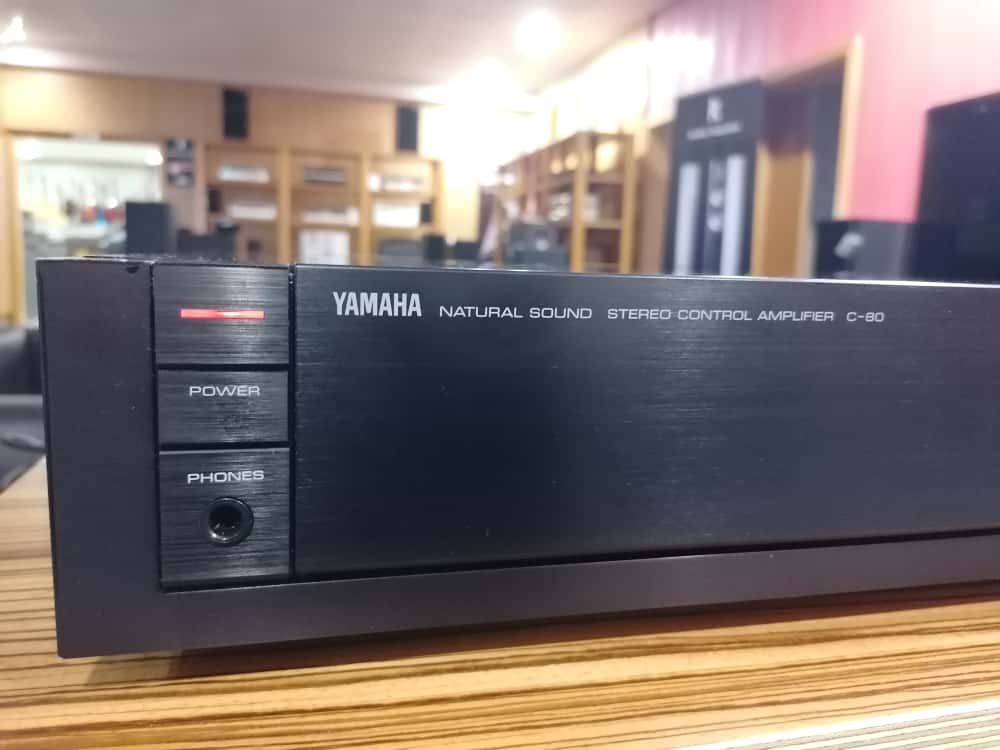 YAMAHA NATURAL SOUND STEREO CONTROL AMPLIFIER C-80
POWER
PHONES